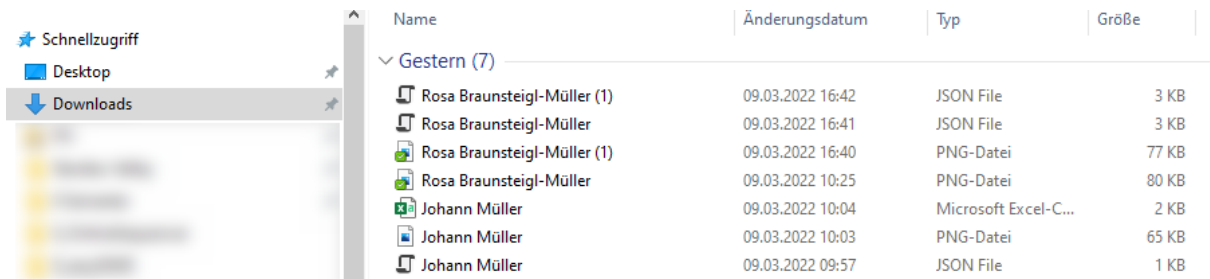 Name Änderungsdatum Typ Größe
Schnellzugriff
Desktop
Downloads
Gestern (7)
Rosa Braunsteigl-Müller (1) 09.03.2022 16:42 JSON File 3 KB
Rosa Braunsteigl-Müller 09.03.2022 16:41 JSON File 3 KB
Rosa Braunsteigl-Müller (1) 09.03.2022 16:40 PNG-Datei 77 KB
Rosa Braunsteigl-Müller 09.03.2022 10:25 PNG-Datei 80 KB
Johann Müller 09.03.2022 10:04 Microsoft Excel-C... 2 KB
Johann Müller 09.03.2022 10:03 PNG-Datei 65 KB
Johann Müller 09.03.2022 09:57 JSON File 1 KB